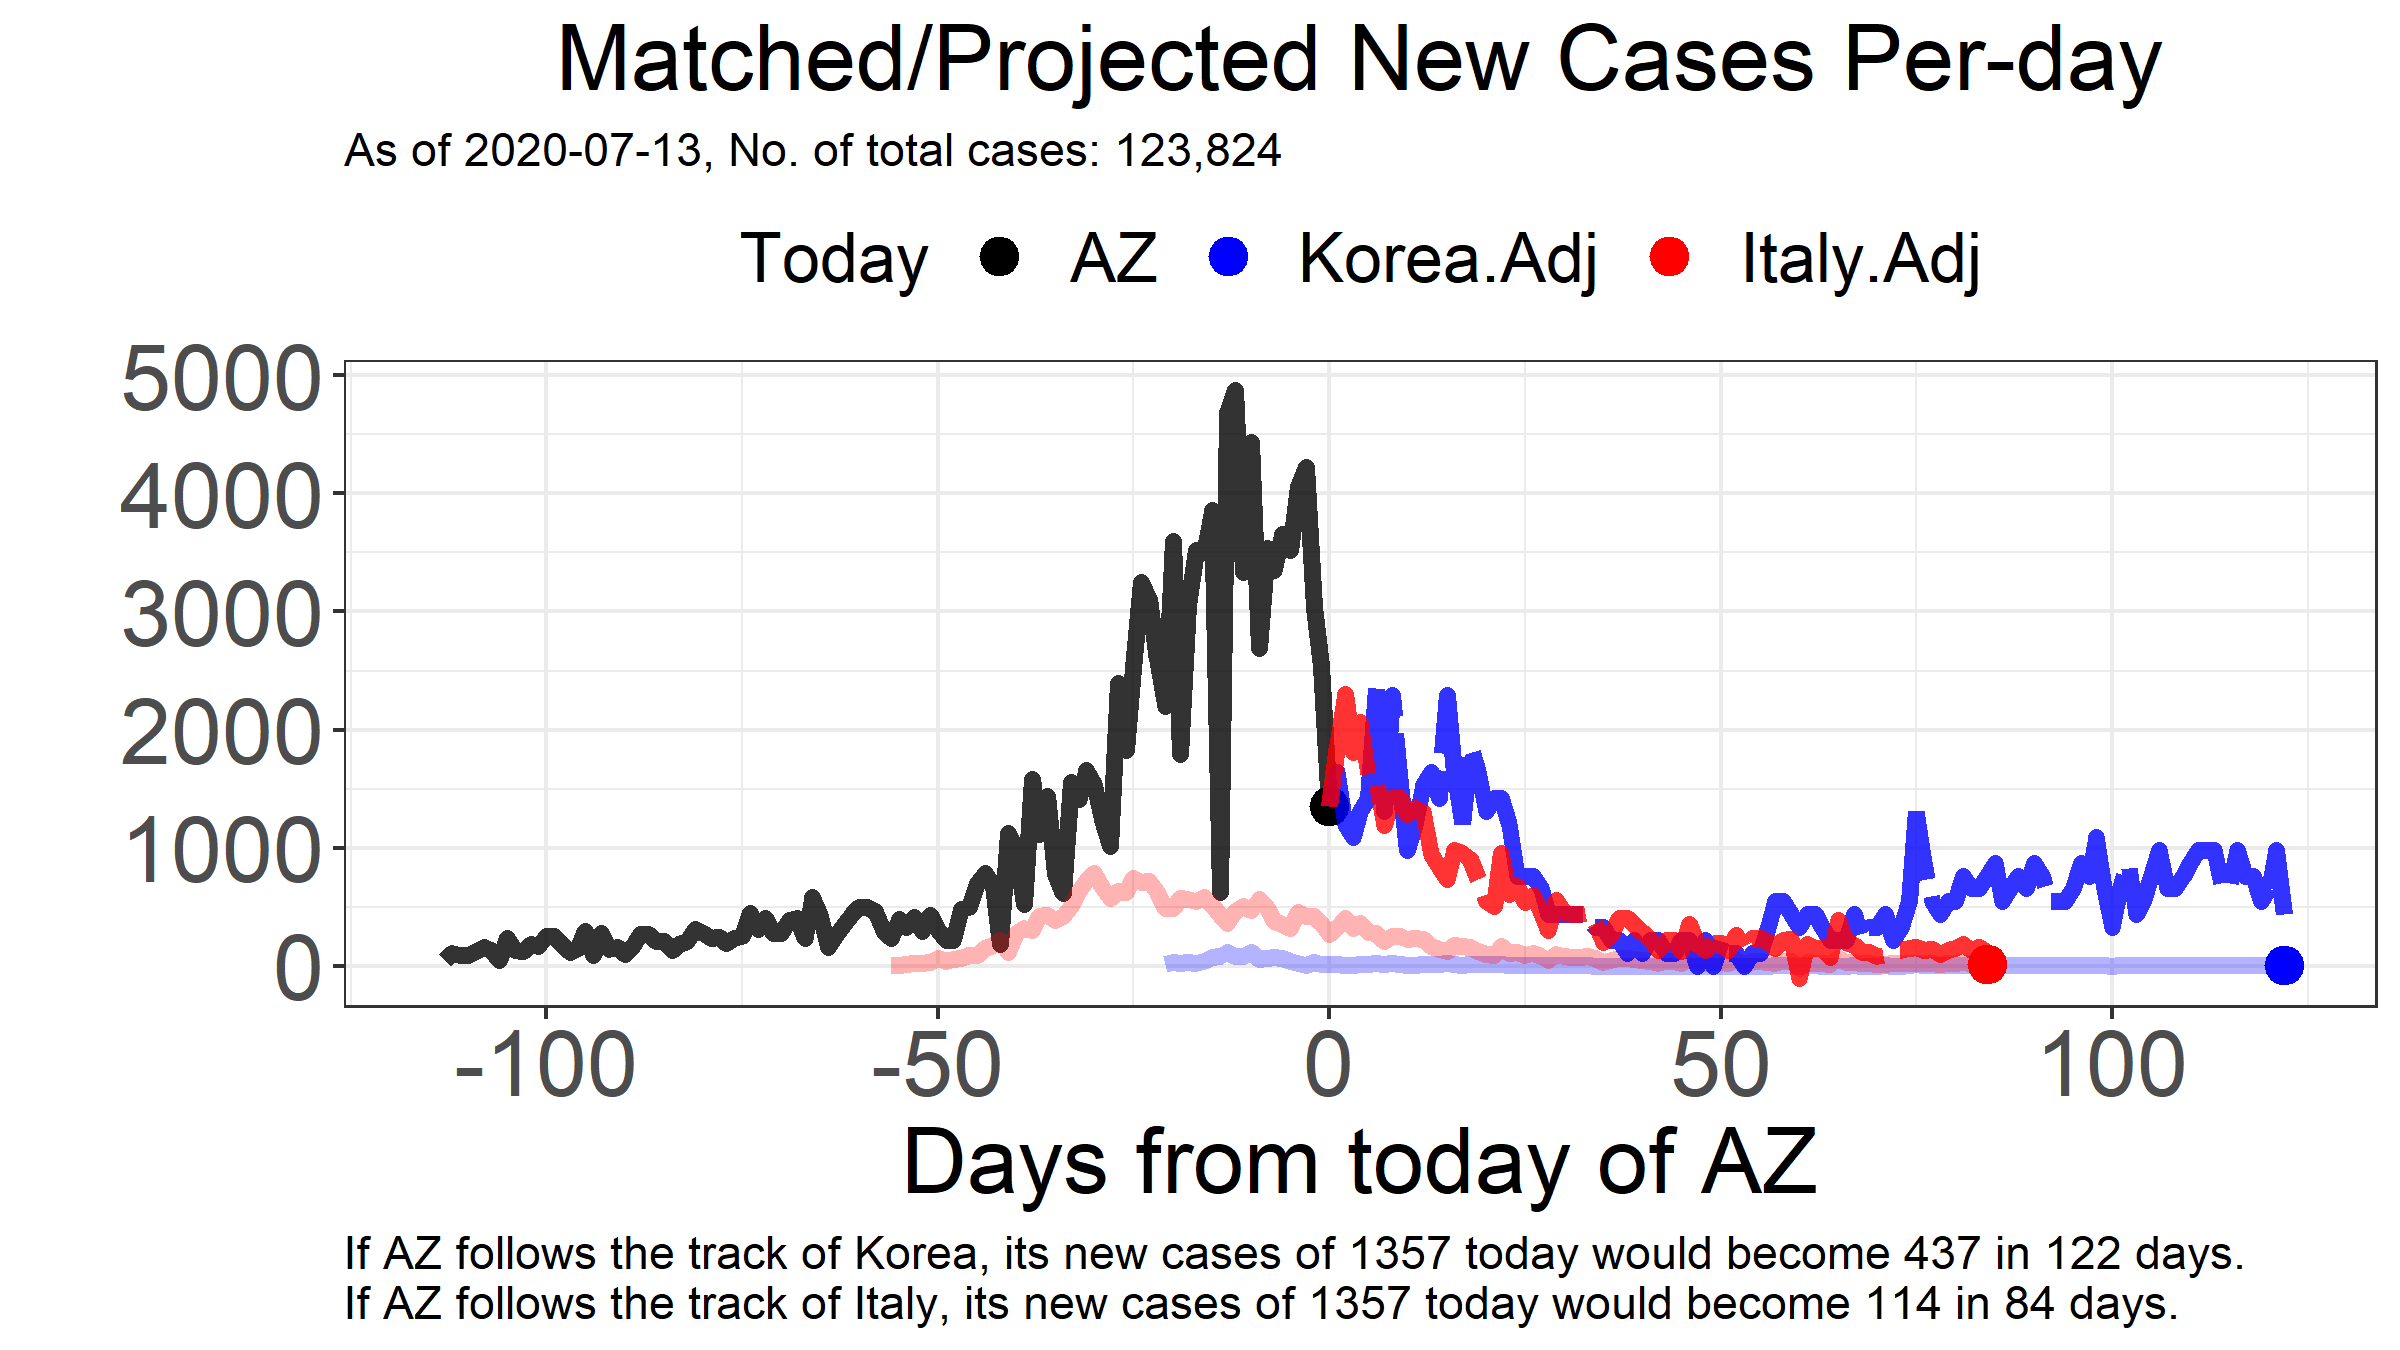 Matched/Projected New Cases Per-day
As of 2020-07-13, No. of total cases: 123,824
Today AZ Korea.Adj Italy.Adj
5000
4000
3000
2000
1000
0
-100 -50 0 50 100
Days from today of AZ
If AZ follows the track of Korea, its new cases of 1357 today would become 437 in 122 days.
If AZ follows the track of Italy, its new cases of 1357 today would become 114 in 84 days.